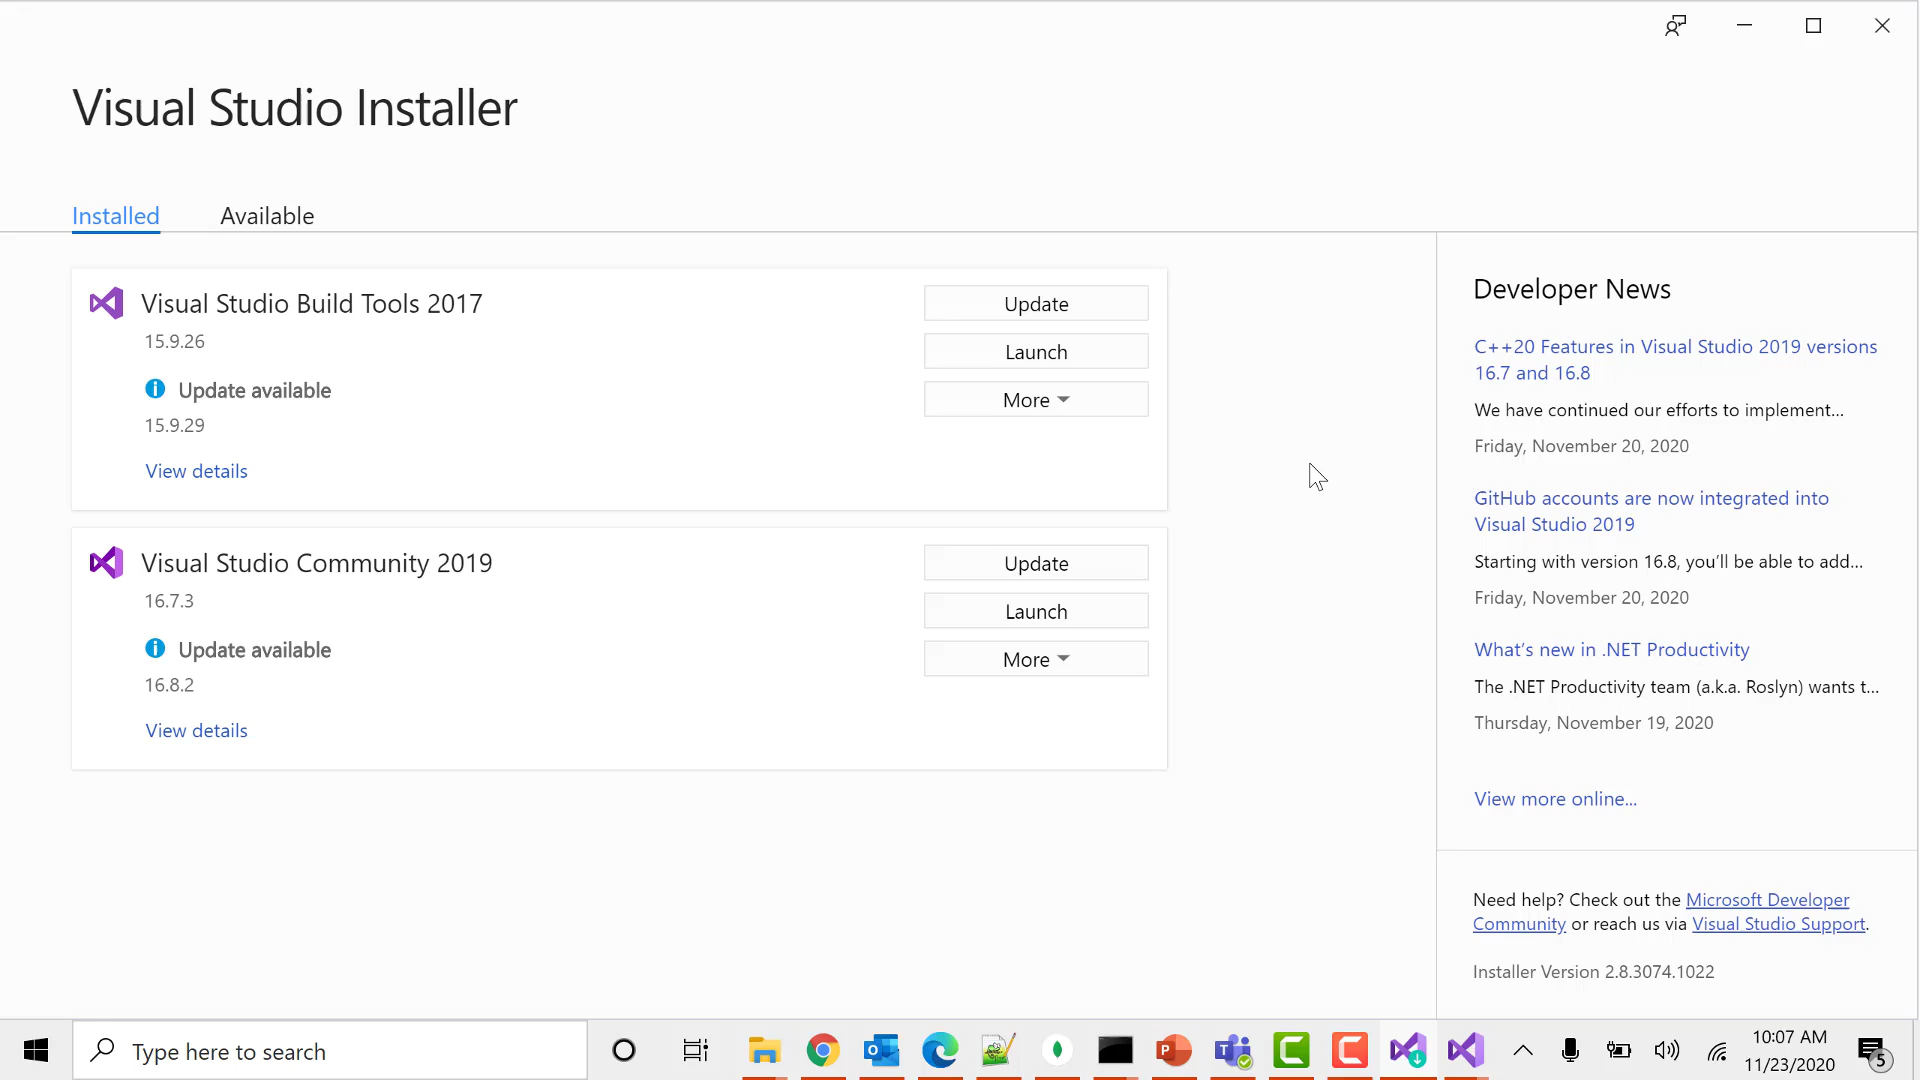 Visual Studio Installer
Installed
Available
Visual Studio Build Tools 2017
15.9.26
Update available
15.9.29
View details
Update
Launch
More
Visual Studio Community 2019
16.7.3
Update available
16.8.2
View details
Update
Launch
More
Developer News
C++20 Features in Visual Studio 2019 versions
16.7 and 16.8
We have continued our efforts to implement...
Friday, November 20, 2020
GitHub accounts are now integrated into
Visual Studio 2019
Starting with version 16.8, you’ll be able to add...
Friday, November 20, 2020
What’s new in .NET Productivity
The .NET Productivity team (a.k.a. Roslyn) wants t...
Thursday, November 19, 2020
View more online...
Need help? Check out the Microsoft Developer
Community or reach us via Visual Studio Support.
Installer Version 2.8.3074.1022
Type here to search
10:07 AM
11/23/2020
5